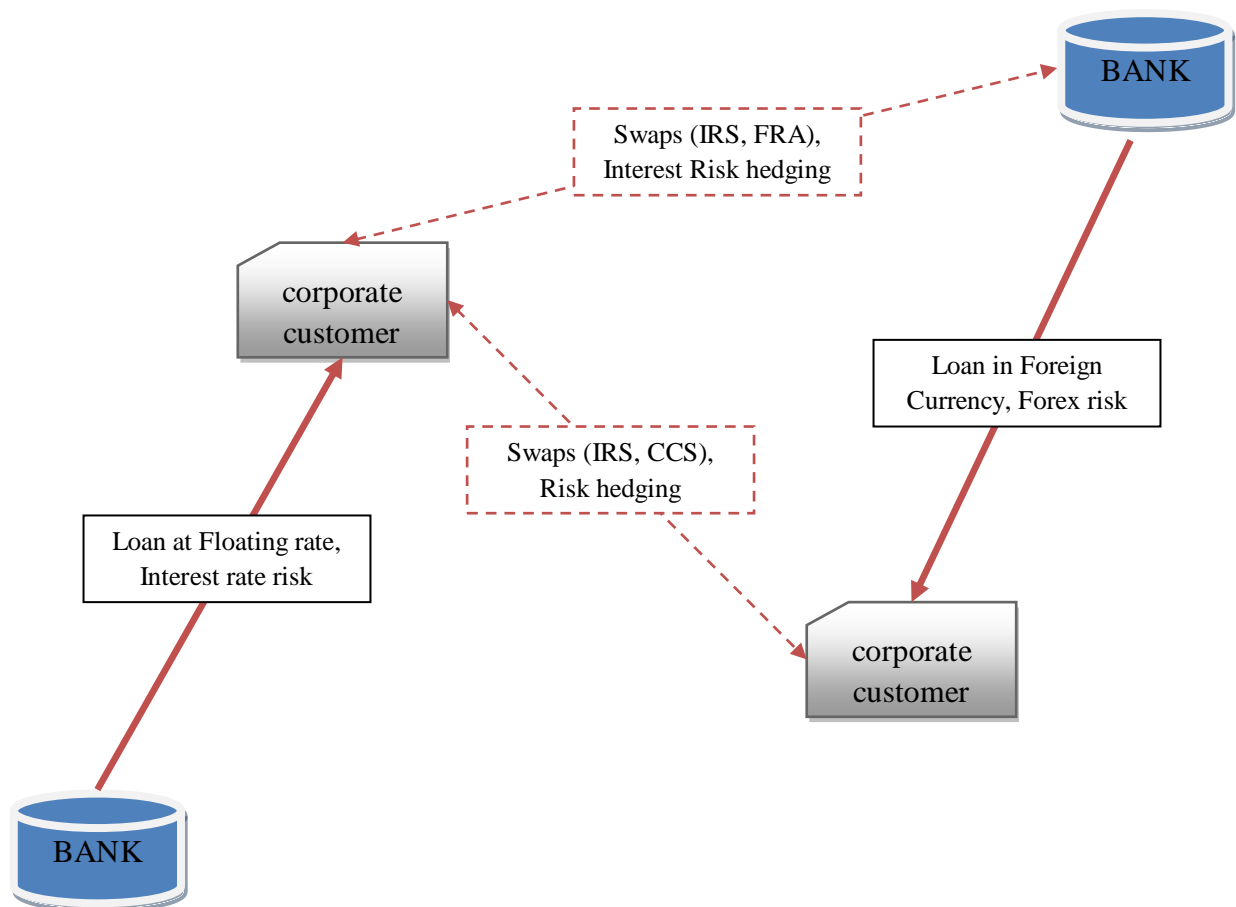 BANK
Swaps (IRS, FRA),
Interest Risk hedging
corporate
customer
Loan in Foreign
Currency, Forex risk
Swaps (IRS, CCS),
Risk hedging
Loan at Floating rate,
Interest rate risk
corporate
customer
BANK